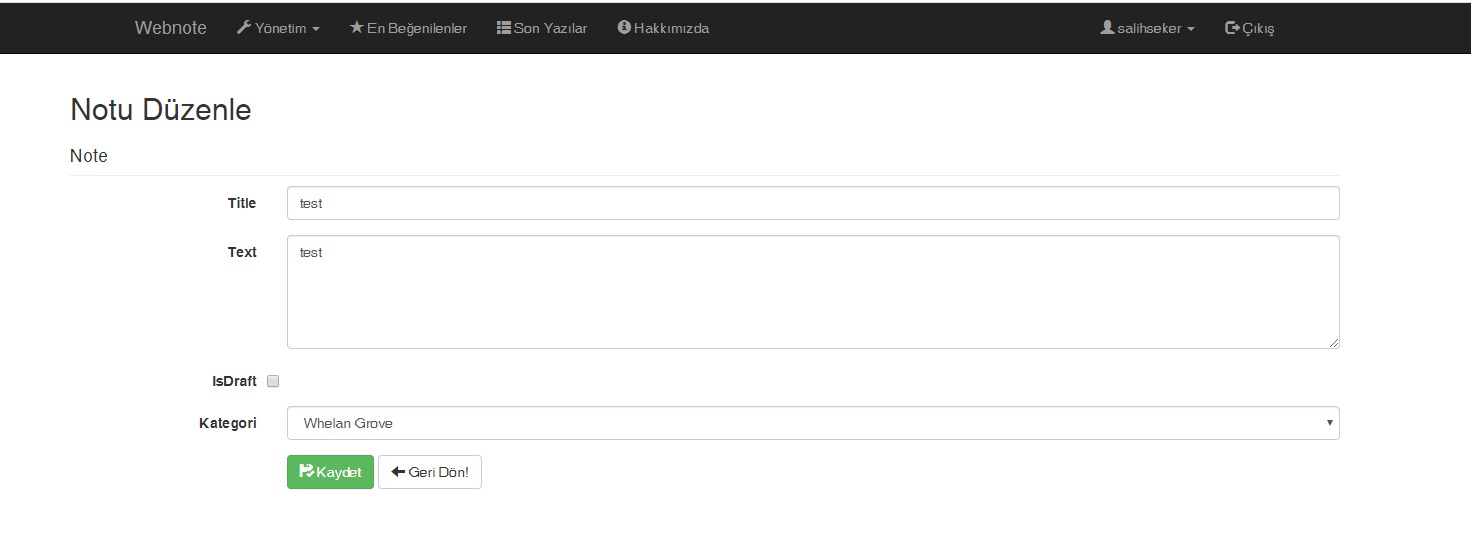 Webnote Yönetim En Beğenilenler Son Yazılar Hakkımızda salihseker Çıkış
Notu Düzenle
Note
Title test
Text test
IsDraft
Kategori Whelan Grove
Kaydet Geri Dön!